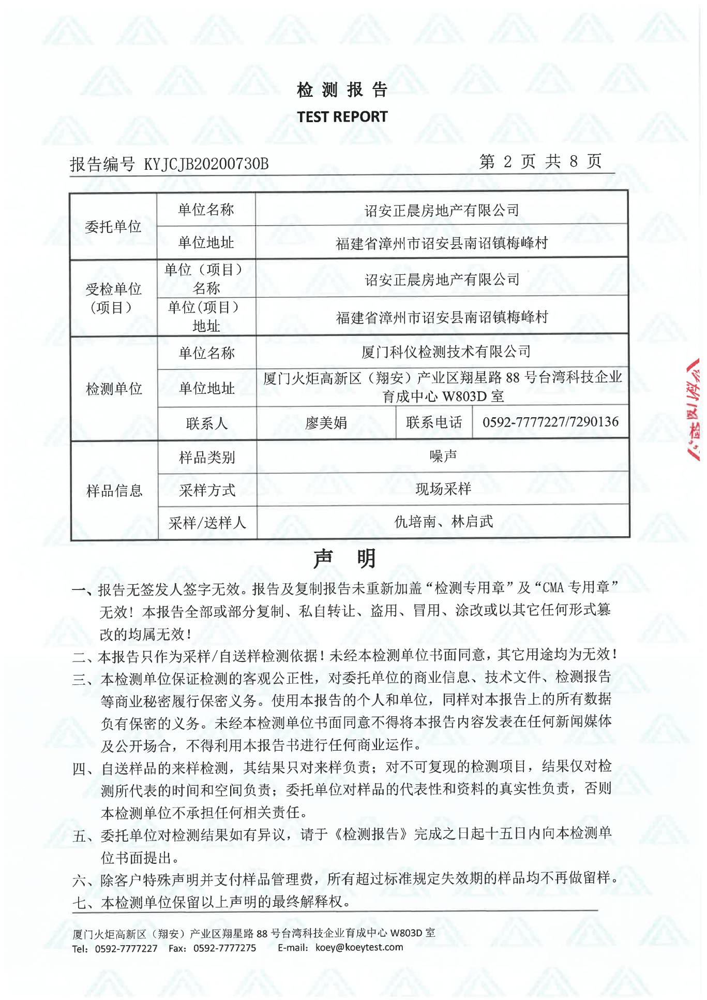 检测报告
TEST REPORT
报告编号 KYJCJB20200730B
第 2 页 共 8 页
委托单位
单位名称
诏安正晨房地产有限公司
单位地址
福建省漳州市诏安县南诏镇梅峰村
受检单位
(项目)
单位（项目）
名称
诏安正晨房地产有限公司
单位(项目)
地址
福建省漳州市诏安县南诏镇梅峰村
检测单位
单位名称
厦门科仪检测技术有限公司
单位地址
厦门火炬高新区（翔安）产业区翔星路 88 号台湾科技企业
育成中心 W803D 室
联系人
廖美娟
联系电话
0592-7777227/7290136
样品信息
样品类别
噪声
采样方式
现场采样
采样/送样人
仇培南、林启武
声 明
一、报告无签发人签字无效。报告及复制报告未重新加盖“检测专用章”及“CMA 专用章”
无效！本报告全部或部分复制、私自转让、盗用、冒用、涂改或以其它任何形式篡
改的均属无效！
二、本报告只作为采样/自送样检测依据！未经本检测单位书面同意，其它用途均为无效！
三、本检测单位保证检测的客观公正性，对委托单位的商业信息、技术文件、检测报告
等商业秘密履行保密义务。使用本报告的个人和单位，同样对本报告上的所有数据
负有保密的义务。未经本检测单位书面同意不得将本报告内容发表在任何新闻媒体
及公开场合，不得利用本报告书进行任何商业运作。
四、自送样品的来样检测，其结果只对来样负责；对不可复现的检测项目，结果仅对检
测所代表的时间和空间负责；委托单位对样品的代表性和资料的真实性负责，否则
本检测单位不承担任何相关责任。
五、委托单位对检测结果如有异议，请于《检测报告》完成之日起十五日内向本检测单
位书面提出。
六、除客户特殊声明并支付样品管理费，所有超过标准规定失效期的样品均不再做留样。
七、本检测单位保留以上声明的最终解释权。
厦门火炬高新区（翔安）产业区翔星路 88 号台湾科技企业育成中心 W803D 室
Tel：0592-7777227 Fax：0592-7777275 E-mail：koey@koeytest.com